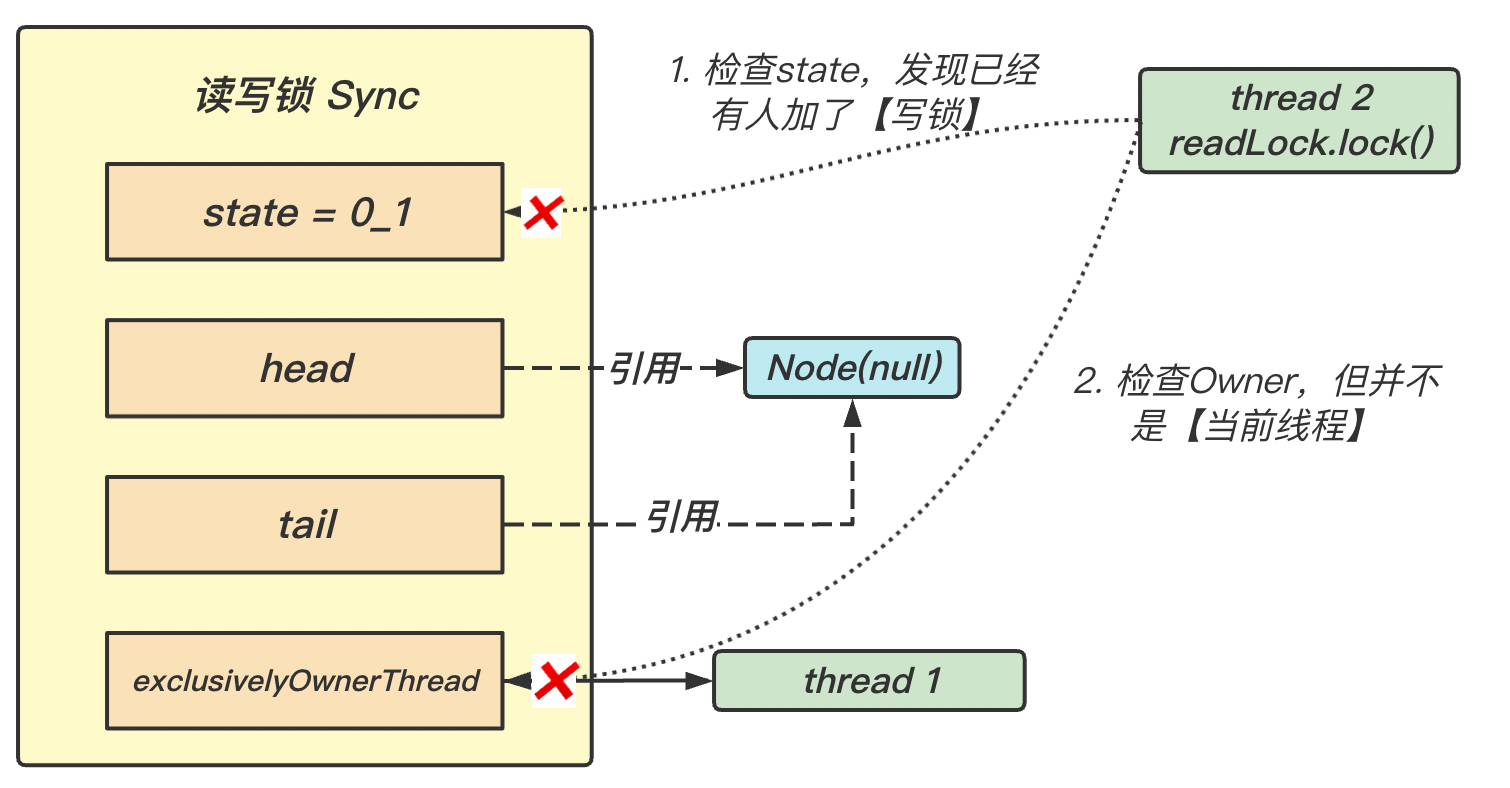 读写锁 Sync
state = 0_1
head
tail
exclusivelyOwnerThread
1. 检查state，发现已经
有人加了【写锁】
thread 2
readLock.lock()
引用
Node(null)
引用
2. 检查Owner，但并不
是【当前线程】
thread 1